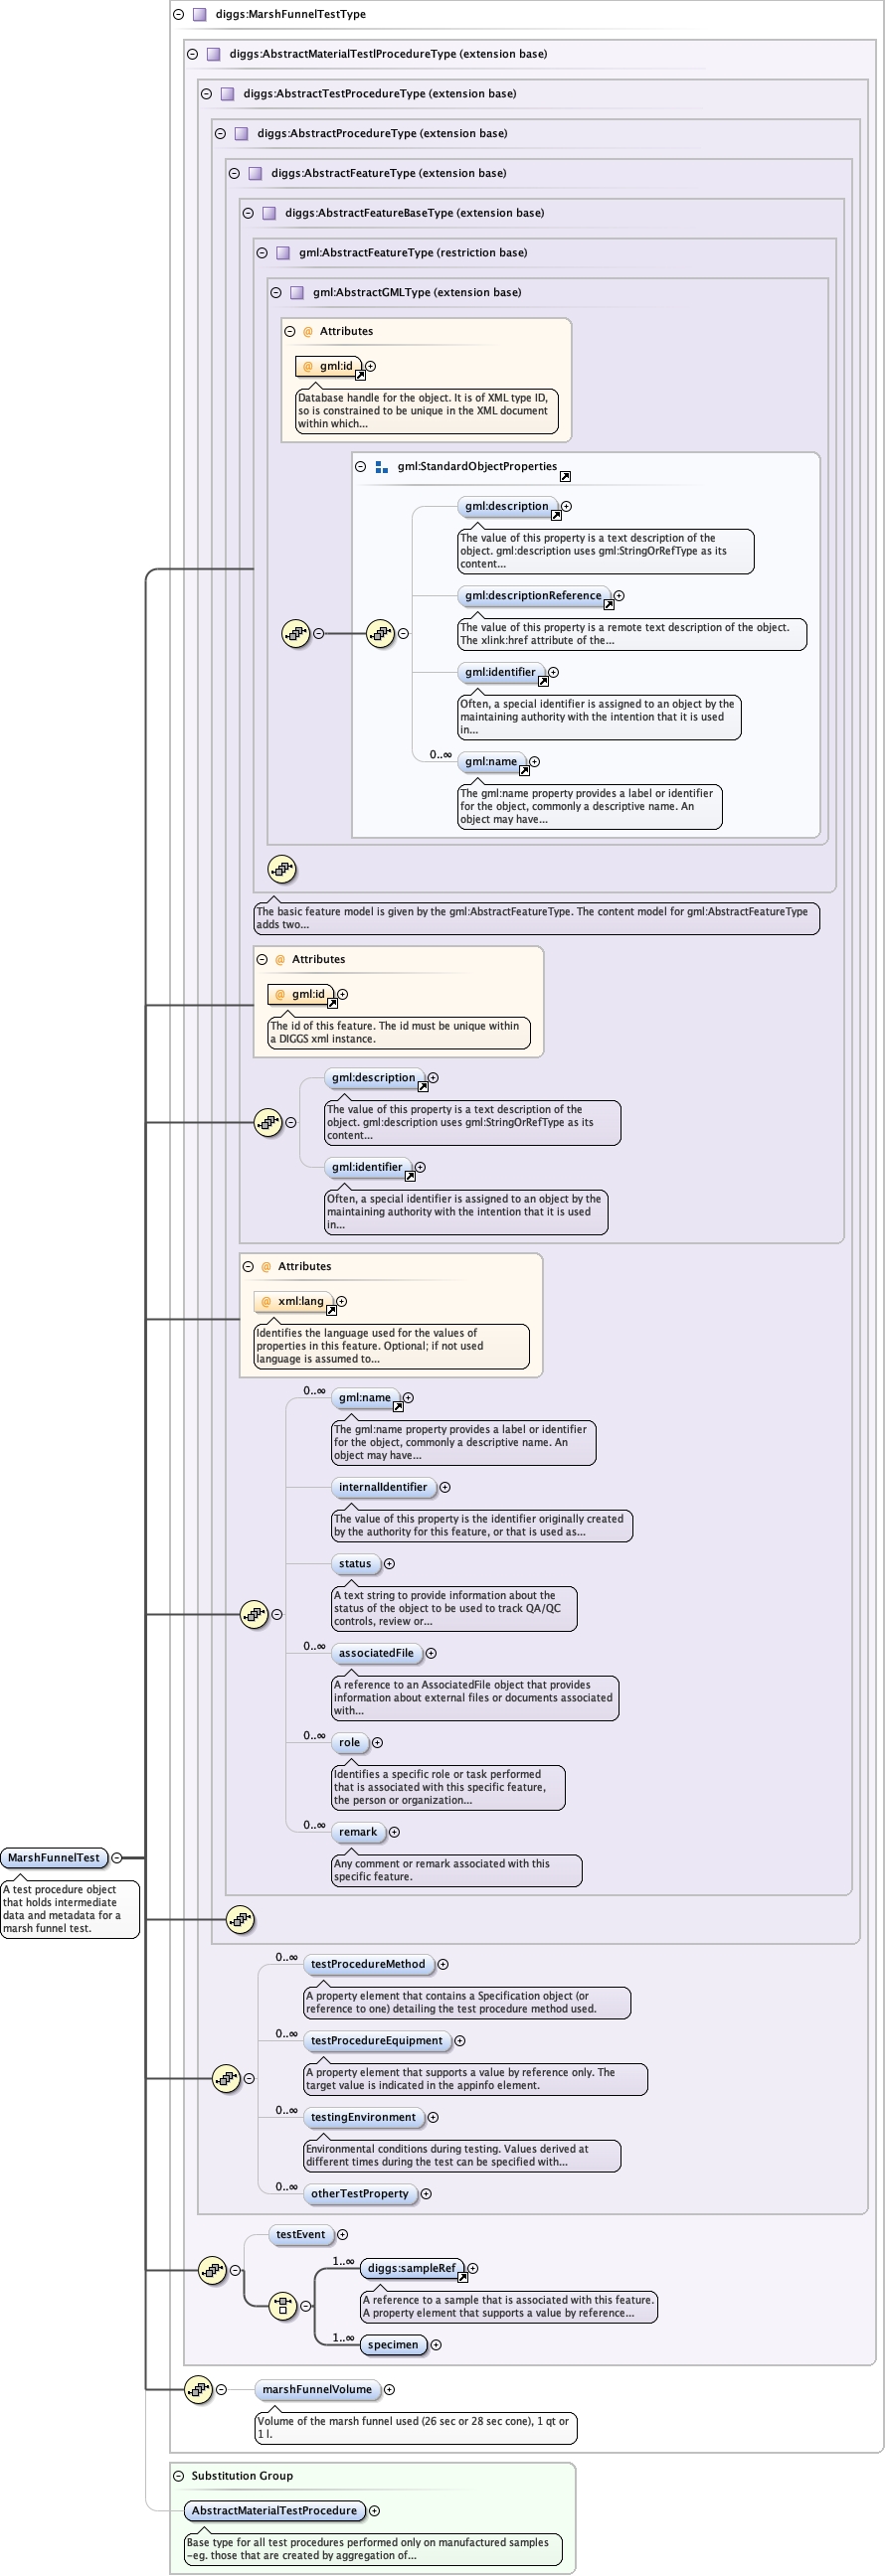 diggs:MarshFunnelTestType
diggs:AbstractMaterialTestlProcedureType (extension base)
diggs:AbstractTestProcedureType (extension base)
diggs:AbstractProcedureType (extension base)
diggs:AbstractFeatureType (extension base)
diggs:AbstractFeatureBaseType (extension base)
gml:AbstractFeatureType (restriction base)
gml:AbstractGMLType (extension base)
@ Attributes
@ gml:id
Database handle for the object. It is of XML type ID,
so is constrained to be unique in the XML document
within which...
gml:StandardObjectProperties
gml:description
The value of this property is a text description of the
object. gml:description uses gml:StringOrRefType as its
content...
gml:descriptionReference
The value of this property is a remote text description of the object.
The xlink:href attribute of the...
gml:identifier
Often, a special identifier is assigned to an object by the
maintaining authority with the intention that it is used
in...
0..∞
gml:name
The gml:name property provides a label or identifier
for the object, commonly a descriptive name. An
object may have...
The basic feature model is given by the gml:AbstractFeatureType. The content model for gml:AbstractFeatureType
adds two...
@ Attributes
@ gml:id
The id of this feature. The id must be unique within
a DIGGS xml instance.
gml:description
The value of this property is a text description of the
object. gml:description uses gml:StringOrRefType as its
content...
gml:identifier
Often, a special identifier is assigned to an object by the
maintaining authority with the intention that it is used
in...
@ Attributes
@ xml:lang
Identifies the language used for the values of
properties in this feature. Optional; if not used
language is assumed to...
0..∞
gml:name
The gml:name property provides a label or identifier
for the object, commonly a descriptive name. An
object may have...
internalIdentifier
The value of this property is the identifier originally created
by the authority for this feature, or that is used as...
status
A text string to provide information about the
status of the object to be used to track QA/QC
controls, review or...
0..∞
associatedFile
A reference to an AssociatedFile object that provides
information about external files or documents associated
with...
0..∞
role
Identifies a specific role or task performed
that is associated with this specific feature,
the person or organization...
0..∞
remark
Any comment or remark associated with this
specific feature.
MarshFunnelTest
A test procedure object
that holds intermediate
data and metadata for a
marsh funnel test.
0..∞
testProcedureMethod
A property element that contains a Specification object (or
reference to one) detailing the test procedure method used.
0..∞
testProcedureEquipment
A property element that supports a value by reference only. The
target value is indicated in the appinfo element.
0..∞
testingEnvironment
Environmental conditions during testing. Values derived at
different times during the test can be specified with...
0..∞
otherTestProperty
testEvent
1..∞
diggs:sampleRef
A reference to a sample that is associated with this feature.
A property element that supports a value by reference...
1..∞
specimen
marshFunnelVolume
Volume of the marsh funnel used (26 sec or 28 sec cone), 1 qt or
1 l.
Substitution Group
AbstractMaterialTestProcedure
Base type for all test procedures performed only on manufactured samples
-eg. those that are created by aggregation of...